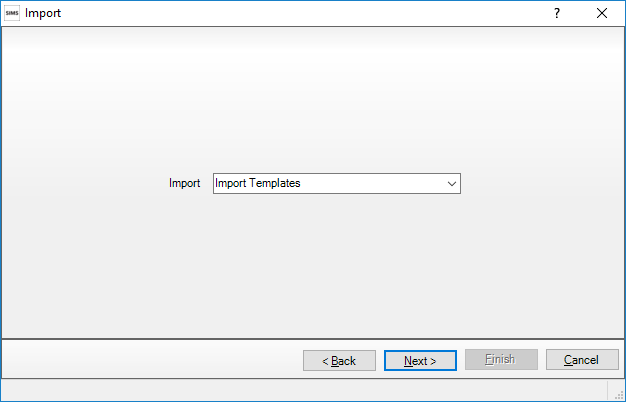 SIMS Import ?
Import Import Templates
< Back Next > Finish Cancel